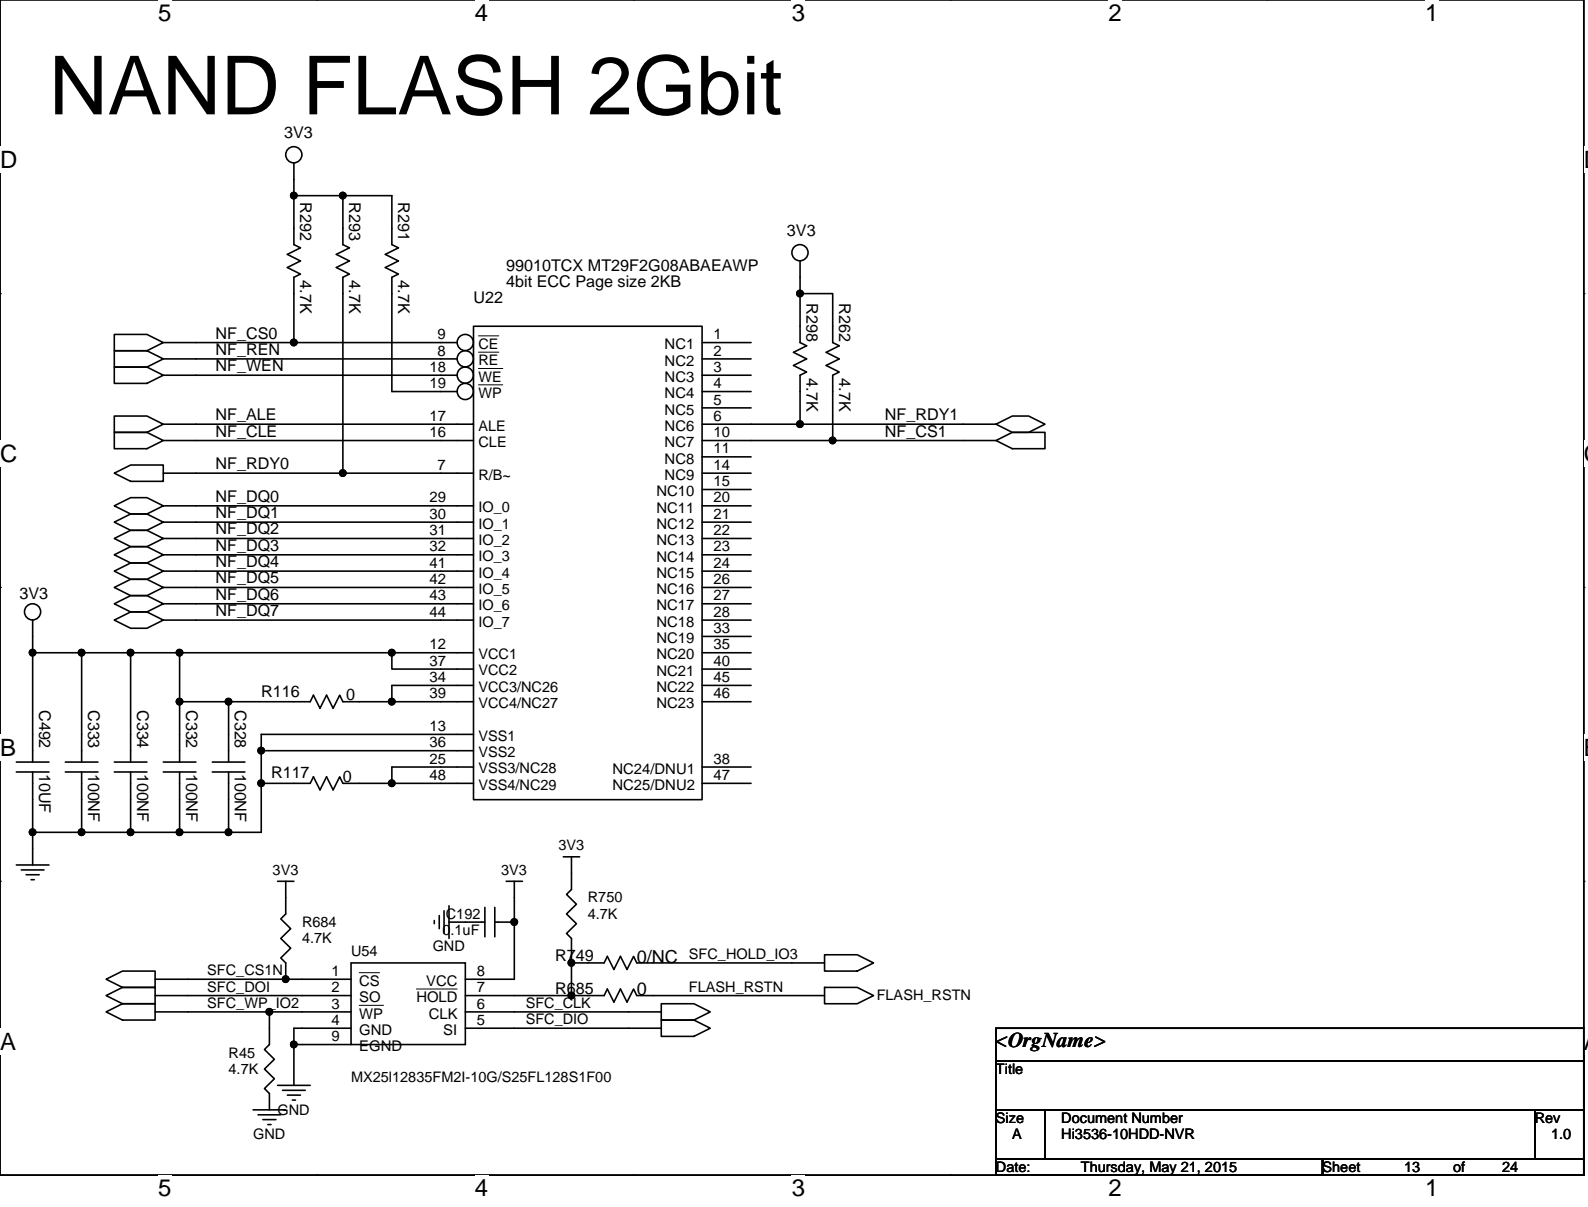 5 4 3 2 1
NAND FLASH 2Gbit
D
C
B
A
3V3
R292
4.7K
R293
4.7K
R291
4.7K
99010TCX MT29F2G08ABAEAWP
4bit ECC Page size 2KB
U22
NF_CS0 9 CE
NF_REN 8 RE
NF_WEN 18 WE
19 WP
NF_ALE 17 ALE
NF_CLE 16 CLE
NF_RDY0 7 R/B~
NF_DQ0 29 IO_0
NF_DQ1 30 IO_1
NF_DQ2 31 IO_2
NF_DQ3 32 IO_3
NF_DQ4 41 IO_4
NF_DQ5 42 IO_5
NF_DQ6 43 IO_6
NF_DQ7 44 IO_7
12 VCC1
37 VCC2
34 VCC3/NC26
39 VCC4/NC27
13 VSS1
36 VSS2
25 VSS3/NC28
48 VSS4/NC29
NC1 1
NC2 2
NC3 3
NC4 4
NC5 5
NC6 6
NC7 10
NC8 11
NC9 14
NC10 15
NC11 20
NC12 21
NC13 22
NC14 23
NC15 24
NC16 26
NC17 27
NC18 28
NC19 33
NC20 35
NC21 40
NC22 45
NC23 46
NC24/DNU1 38
NC25/DNU2 47
3V3
R298
4.7K
R262
4.7K
NF_RDY1
NF_CS1
3V3
R116 0
R117 0
C492
10UF
C333
100NF
C334
100NF
C332
100NF
C328
100NF
3V3
R684
4.7K
3V3
C192
0.1uF
GND
3V3
R750
4.7K
R749 0/NC SFC_HOLD_IO3
R685 0 FLASH_RSTN FLASH_RSTN
U54
SFC_CS1N 1 CS
SFC_DOI 2 SO
SFC_WP_IO2 3 WP
4 GND
9 EGND
VCC 8
HOLD 7
CLK 6 SFC_CLK
SI 5 SFC_DIO
R45
4.7K
GND
GND
MX25l12835FM2I-10G/S25FL128S1F00
<OrgName>
Title
Size Document Number Rev
A Hi3536-10HDD-NVR 1.0
Date: Thursday, May 21, 2015 Sheet 13 of 24
5 4 3 2 1